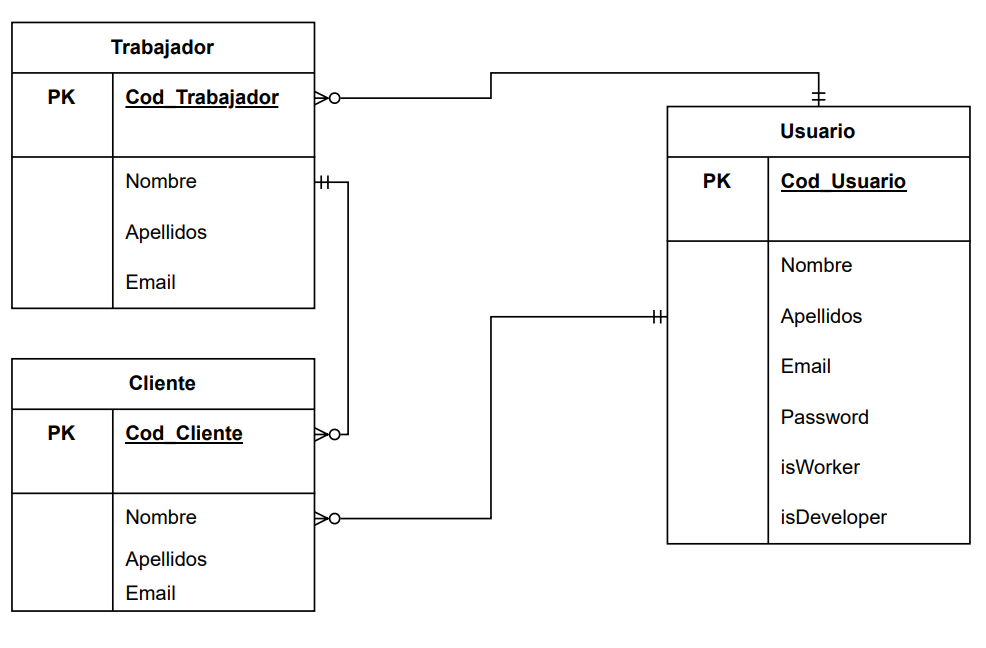 Trabajador
PK Cod_Trabajador
Nombre
Apellidos
Email
Cliente
PK Cod_Cliente
Nombre
Apellidos
Email
Usuario
PK Cod_Usuario
Nombre
Apellidos
Email
Password
isWorker
isDeveloper